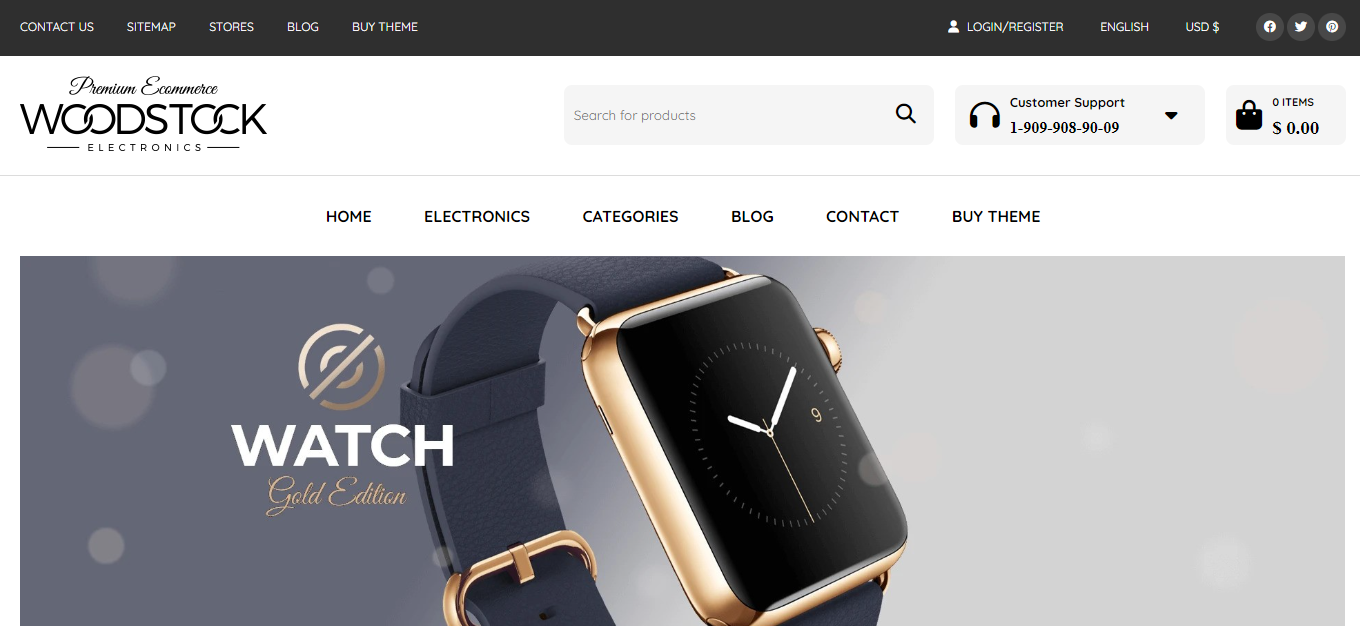 CONTACT US SITEMAP STORES BLOG BUY THEME LOGIN/REGISTER ENGLISH USD $
Premium Ecommerce
WOODSTOCK
ELECTRONICS
Search for products
Customer Support
1-909-908-90-09
0 ITEMS
$ 0.00
HOME ELECTRONICS CATEGORIES BLOG CONTACT BUY THEME
WATCH
Gold Edition
9